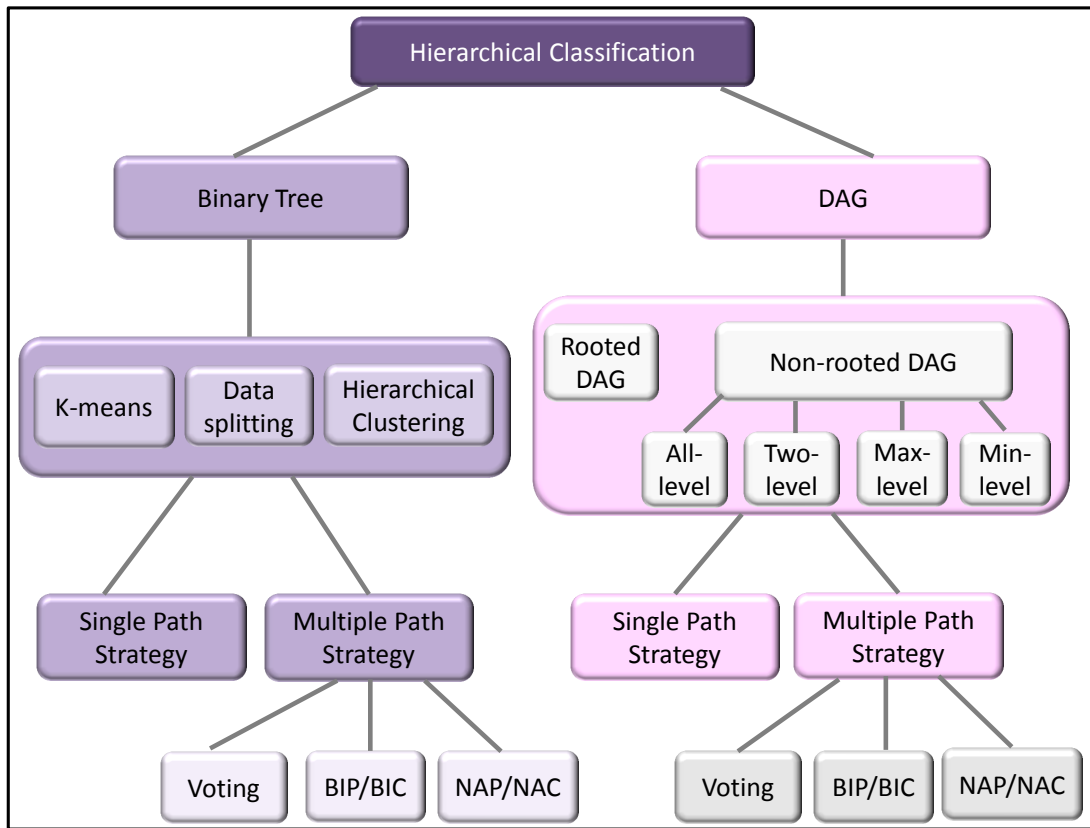 Hierarchical Classification
Binary Tree
DAG
K-means
Data
splitting
Hierarchical
Clustering
Rooted
DAG
Non-rooted DAG
All-
level
Two-
level
Max-
level
Min-
level
Single Path
Strategy
Multiple Path
Strategy
Single Path
Strategy
Multiple Path
Strategy
Voting
BIP/BIC
NAP/NAC
Voting
BIP/BIC
NAP/NAC